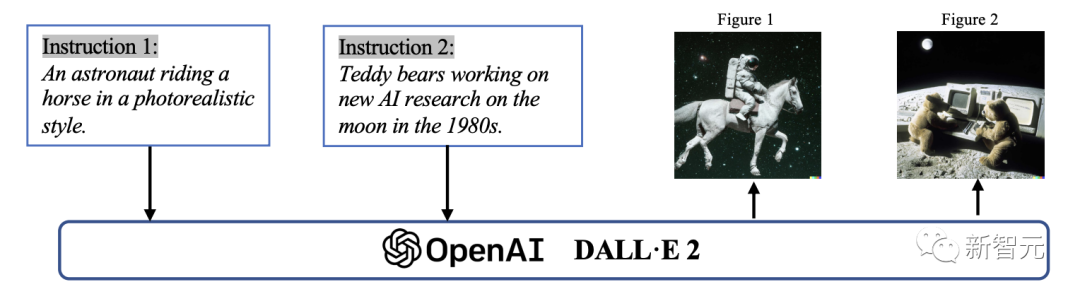 Instruction 1:
An astronaut riding a
horse in a photorealistic
style.
Instruction 2:
Teddy bears working on
new AI research on the
moon in the 1980s.
Figure 1
Figure 2
OpenAI DALL·E 2
新智元